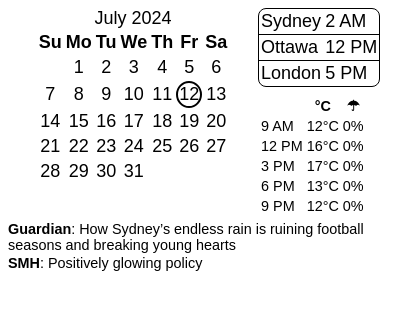 July 2024
Su Mo Tu We Th Fr Sa
1 2 3 4 5 6
7 8 9 10 11 12 13
14 15 16 17 18 19 20
21 22 23 24 25 26 27
28 29 30 31
Sydney 2 AM
Ottawa 12 PM
London 5 PM
°C ☂
9 AM 12°C 0%
12 PM 16°C 0%
3 PM 17°C 0%
6 PM 13°C 0%
9 PM 12°C 0%
Guardian: How Sydney’s endless rain is ruining football
seasons and breaking young hearts
SMH: Positively glowing policy